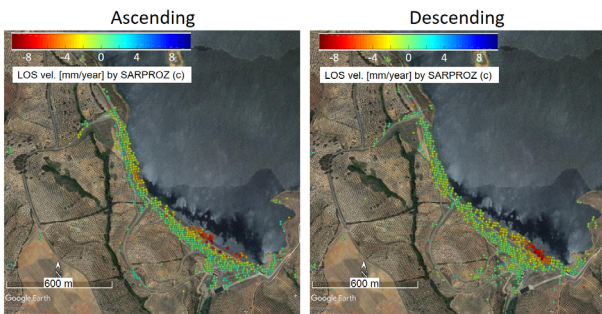 Ascending
-8 -4 0 4 8
LOS vel. [mm/year] by SARPROZ (c)
600 m
Google Earth
Descending
-8 -4 0 4 8
LOS vel. [mm/year] by SARPROZ (c)
600 m
Google Earth